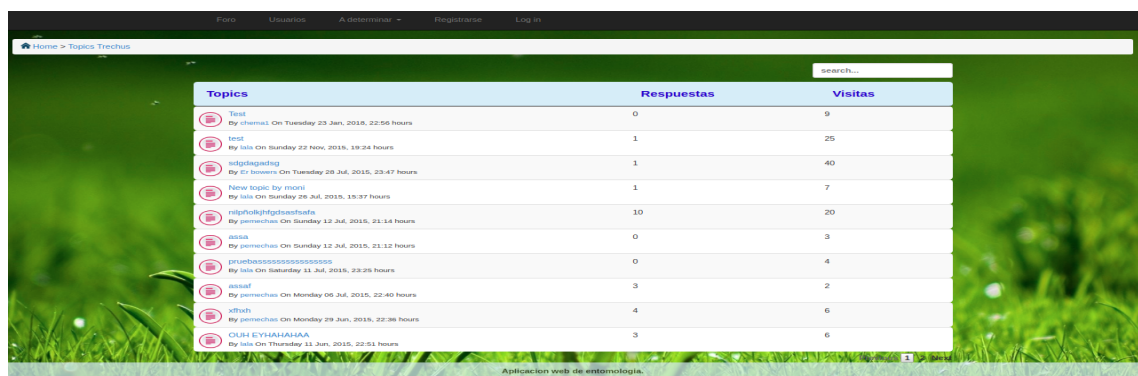 Foro Usuarios A determinar Registrarse Log in
Home > Topics Trechus
search...
Topics Respuestas Visitas
Test 0 9
By chema1 On Tuesday 23 Jan, 2018, 22:56 hours
test 1 25
By lala On Sunday 22 Nov, 2015, 19:24 hours
sdgdagadsg 1 40
By Er bowers On Tuesday 28 Jul, 2015, 23:47 hours
New topic by moni 1 7
By lala On Sunday 26 Jul, 2015, 15:37 hours
nilpñolkjhfgdsasfsafa 10 20
By pemechas On Sunday 12 Jul, 2015, 21:14 hours
assa 0 3
By pemechas On Sunday 12 Jul, 2015, 21:12 hours
pruebasssssssssssssss 0 4
By lala On Saturday 11 Jul, 2015, 23:25 hours
assaf 3 2
By pemechas On Monday 06 Jul, 2015, 22:40 hours
xfhxh 4 6
By pemechas On Monday 29 Jun, 2015, 22:36 hours
OUH EYHAHAHAA 3 6
By lala On Thursday 11 Jun, 2015, 22:51 hours
1 2 Next
Aplicacion web de entomologia.